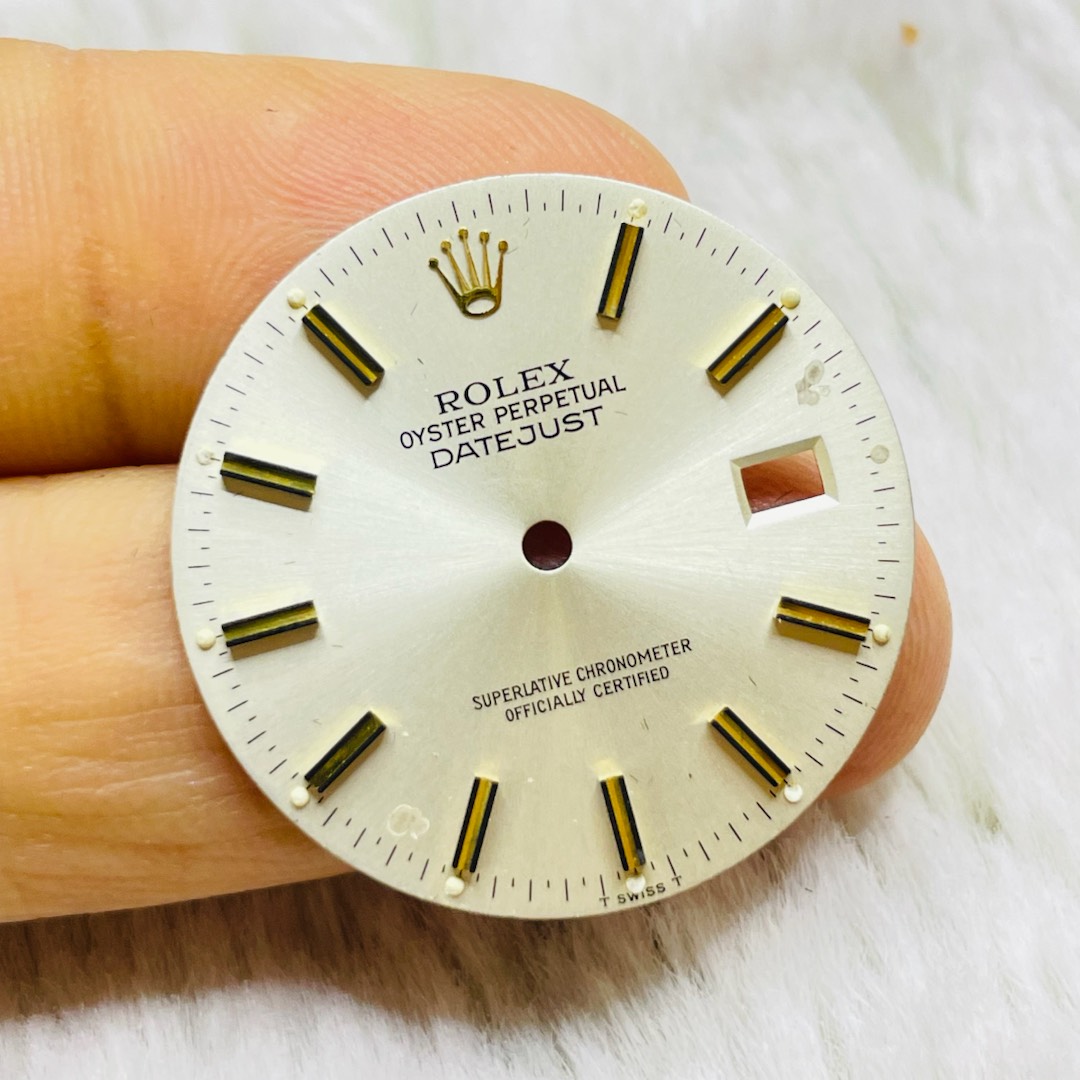 ROLEX
OYSTER PERPETUAL
DATEJUST
SUPERLATIVE CHRONOMETER
OFFICIALLY CERTIFIED
T SWISS T